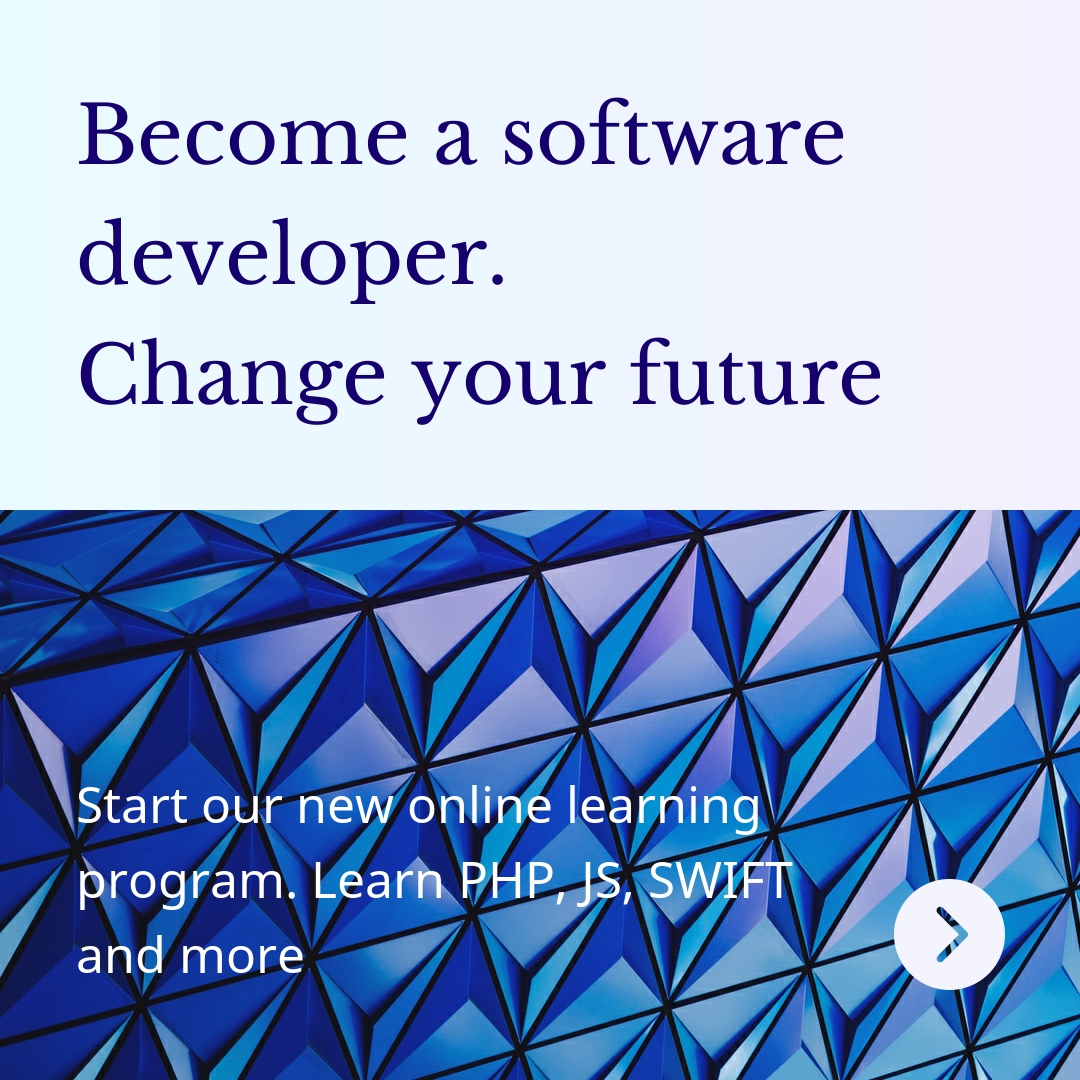 Become a software
developer.
Change your future
Start our new online learning
program. Learn PHP, JS, SWIFT
and more